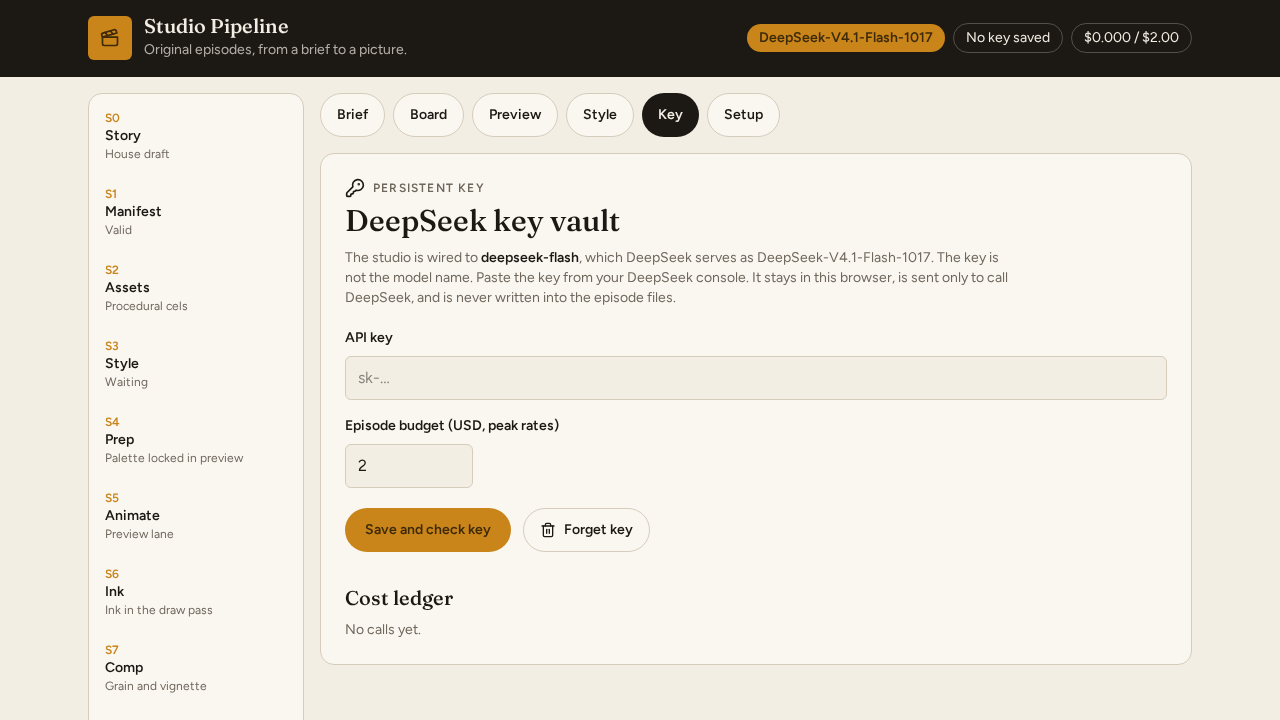 Studio Pipeline
Original episodes, from a brief to a picture.
DeepSeek-V4.1-Flash-1017
No key saved
$0.000 / $2.00
S0
Story
House draft
S1
Manifest
Valid
S2
Assets
Procedural cels
S3
Style
Waiting
S4
Prep
Palette locked in preview
S5
Animate
Preview lane
S6
Ink
Ink in the draw pass
S7
Comp
Grain and vignette
Brief
Board
Preview
Style
Key
Setup
PERSISTENT KEY
DeepSeek key vault
The studio is wired to deepseek-flash, which DeepSeek serves as DeepSeek-V4.1-Flash-1017. The key is
not the model name. Paste the key from your DeepSeek console. It stays in this browser, is sent only to call
DeepSeek, and is never written into the episode files.
API key
sk-...
Episode budget (USD, peak rates)
2
Save and check key
Forget key
Cost ledger
No calls yet.